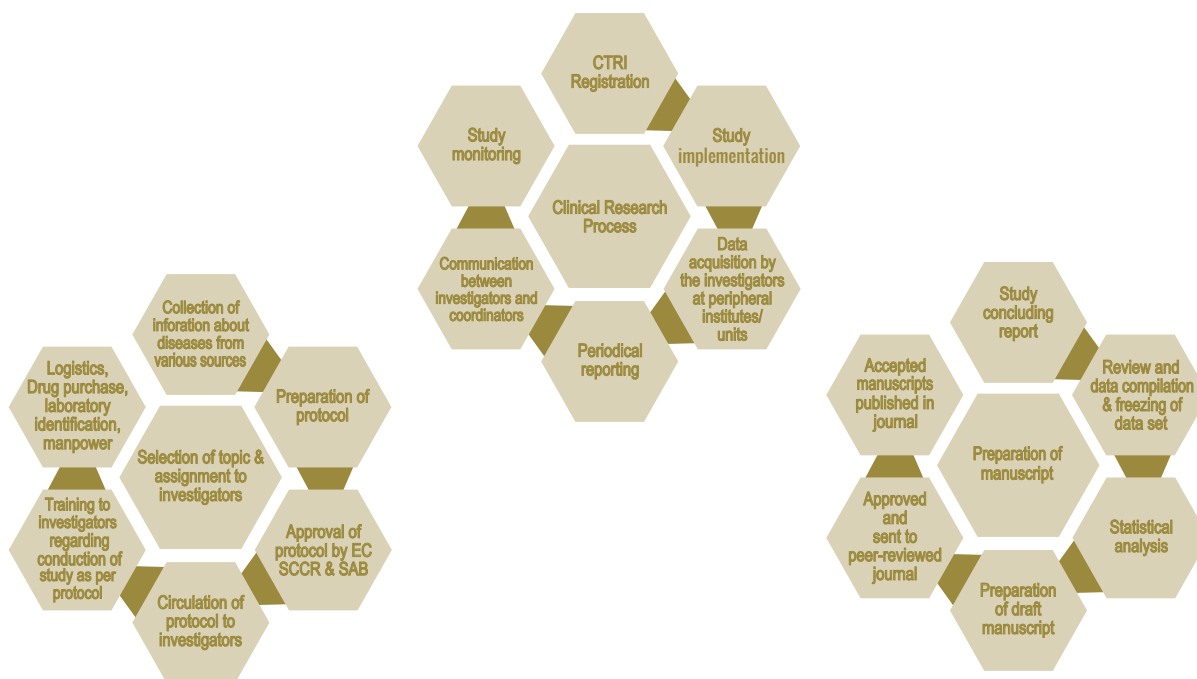 Collection of
inforation about
diseases from
various sources
Preparation of
protocol
Approval of
protocol by EC
SCCR & SAB
Circulation of
protocol to
investigators
Training to
investigators
regarding
conduction of
study as per
protocol
Logistics,
Drug purchase,
laboratory
identification,
manpower
Selection of topic &
assignment to
investigators
CTRI
Registration
Study
implementation
Data
acquisition by
the investigators
at peripheral
institutes/
units
Periodical
reporting
Communication
between
investigators and
coordinators
Study
monitoring
Clinical Research
Process
Study
concluding
report
Review and
data compilation
& freezing of
data set
Statistical
analysis
Preparation
of draft
manuscript
Approved
and
sent to
peer-reviewed
journal
Accepted
manuscripts
published in
journal
Preparation of
manuscript